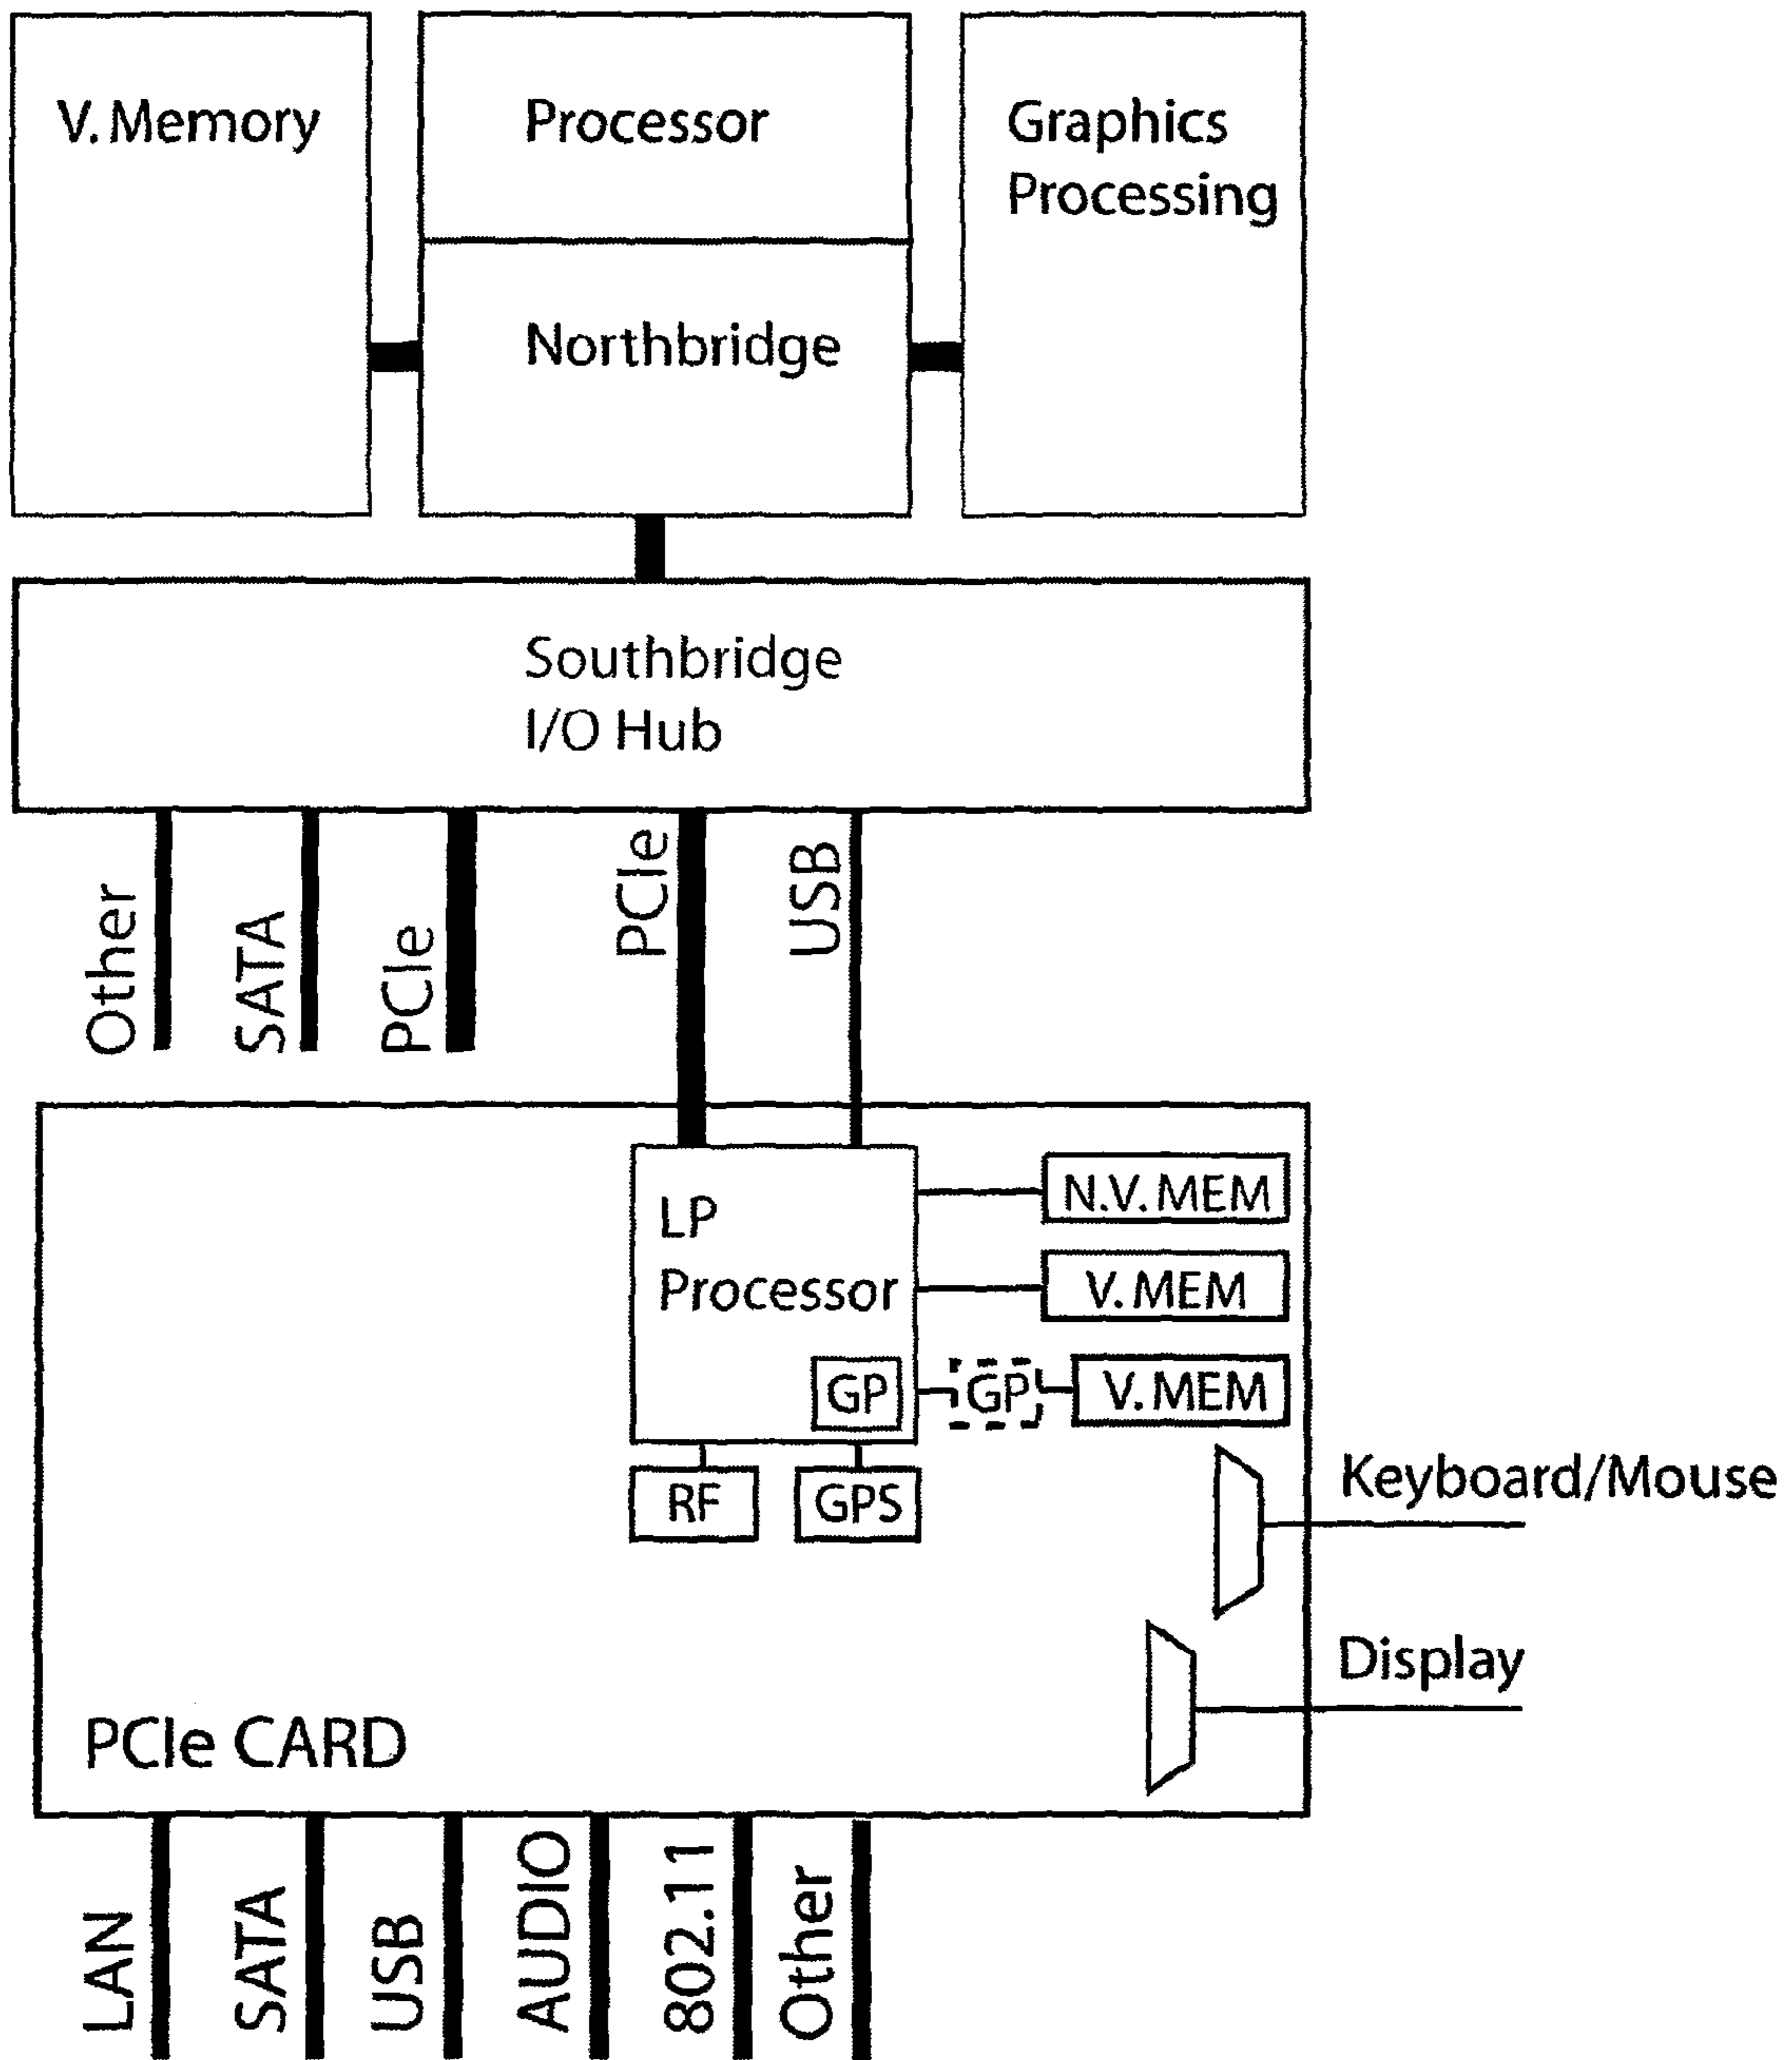 V. Memory
Processor
Graphics
Processing
Northbridge
Southbridge
I/O Hub
Other
SATA
PCIe
PCIe
USB
LP
Processor
N.V. MEM
V. MEM
GP
GP
V. MEM
RF
GPS
Keyboard/Mouse
Display
PCIe CARD
LAN
SATA
USB
AUDIO
802.11
Other